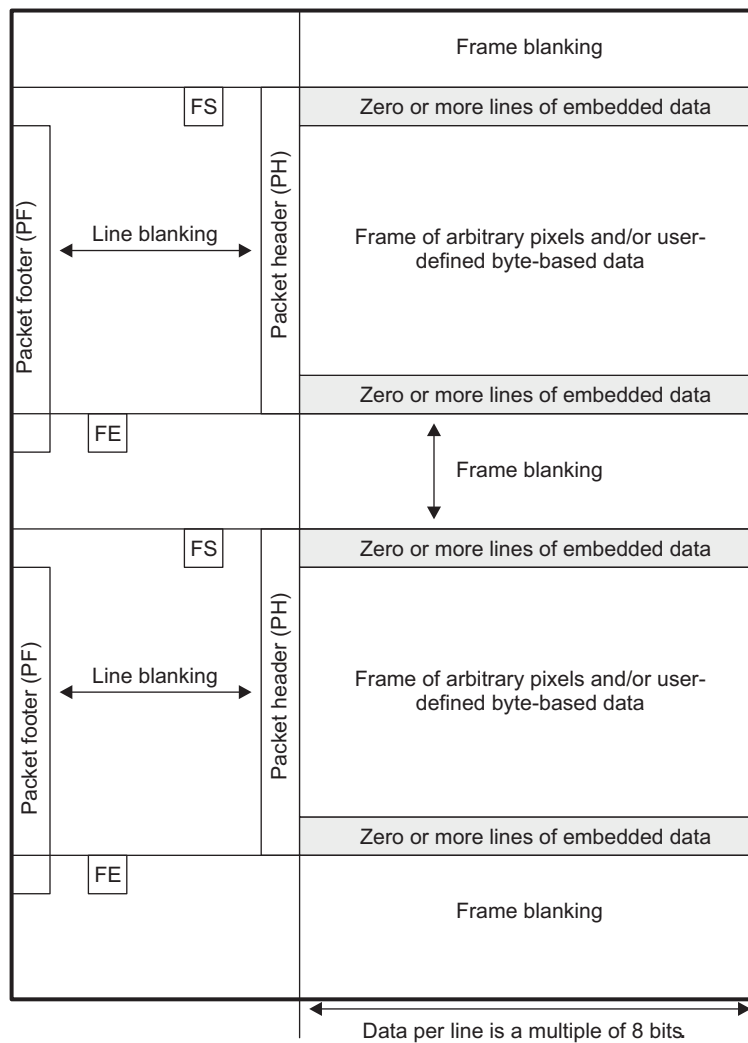 Frame blanking
FS
Zero or more lines of embedded data
Packet footer (PF)
Line blanking
Packet header (PH)
Frame of arbitrary pixels and/or user-
defined byte-based data
Zero or more lines of embedded data
FE
Frame blanking
FS
Zero or more lines of embedded data
Packet footer (PF)
Line blanking
Packet header (PH)
Frame of arbitrary pixels and/or user-
defined byte-based data
Zero or more lines of embedded data
FE
Frame blanking
Data per line is a multiple of 8 bits.